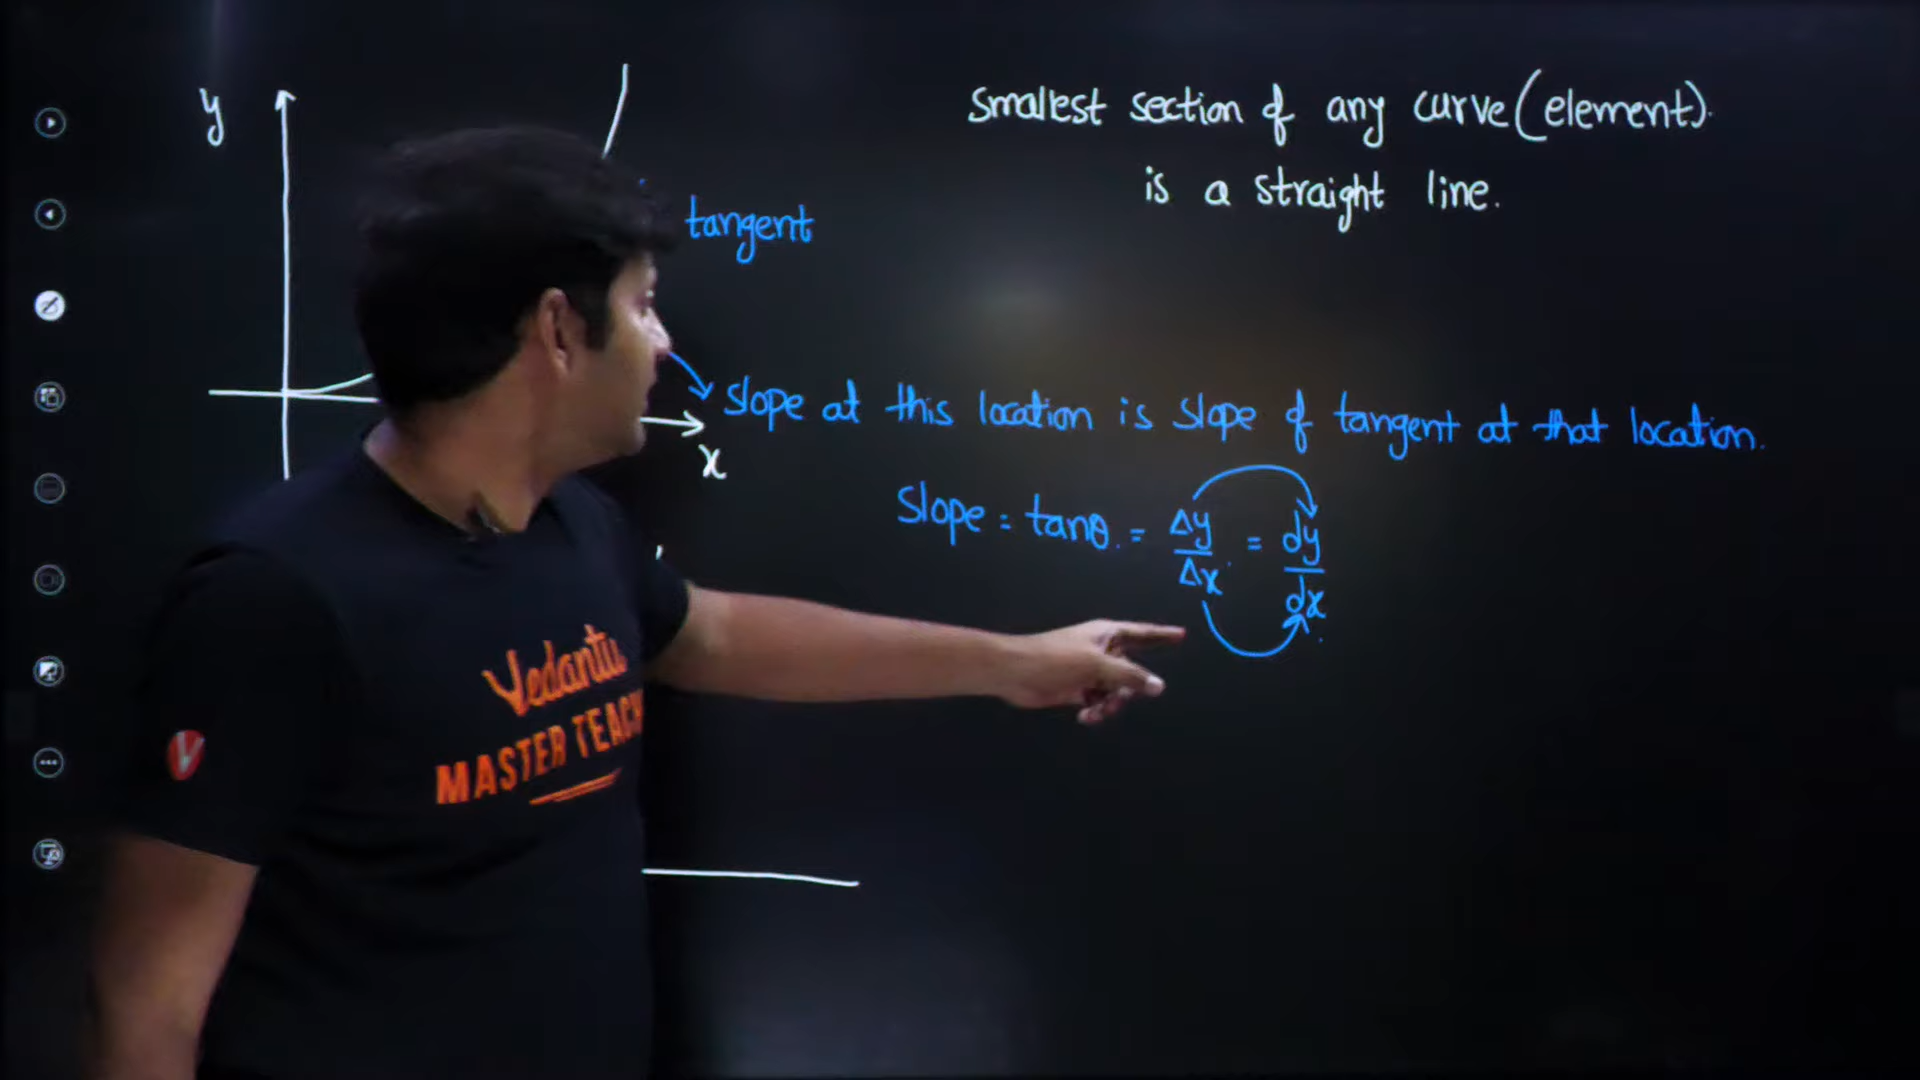 y
smallest section of any curve (element).
is a straight line.
tangent
slope at this location is slope of tangent at that location.
x
slope = tanθ. = Δy/Δx = dy/dx
Vedantu
MASTER TEACH
V